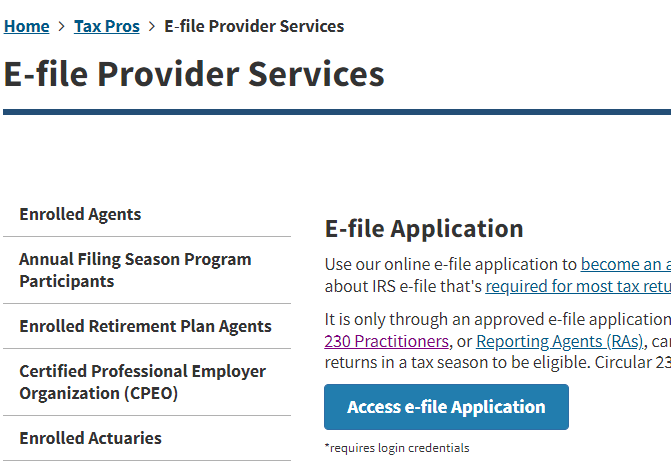 Home > Tax Pros > E-file Provider Services
E-file Provider Services
Enrolled Agents
Annual Filing Season Program
Participants
Enrolled Retirement Plan Agents
Certified Professional Employer
Organization (CPEO)
Enrolled Actuaries
E-file Application
Use our online e-file application to become an
about IRS e-file that's required for most tax
It is only through an approved e-file application
230 Practitioners, or Reporting Agents (RAs),
returns in a tax season to be eligible. Circular
Access e-file Application
*requires login credentials